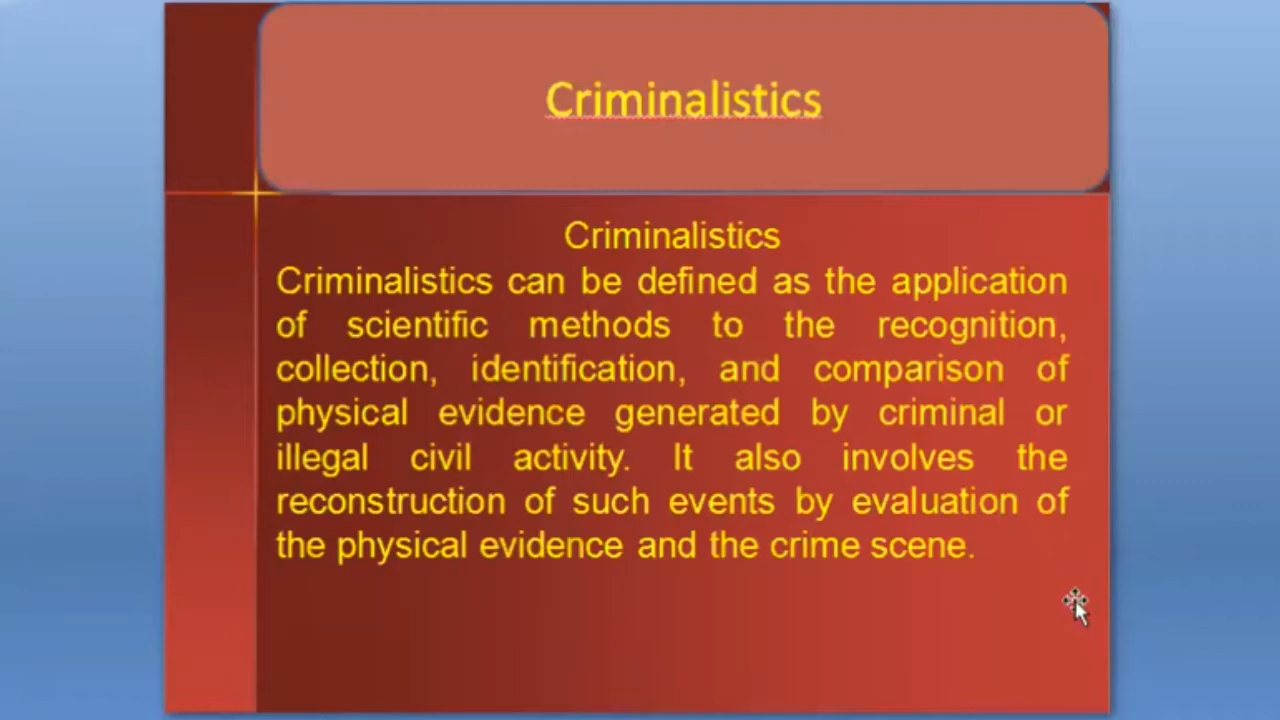 Criminalistics
Criminalistics
Criminalistics can be defined as the application
of scientific methods to the recognition,
collection, identification, and comparison of
physical evidence generated by criminal or
illegal civil activity. It also involves the
reconstruction of such events by evaluation of
the physical evidence and the crime scene.